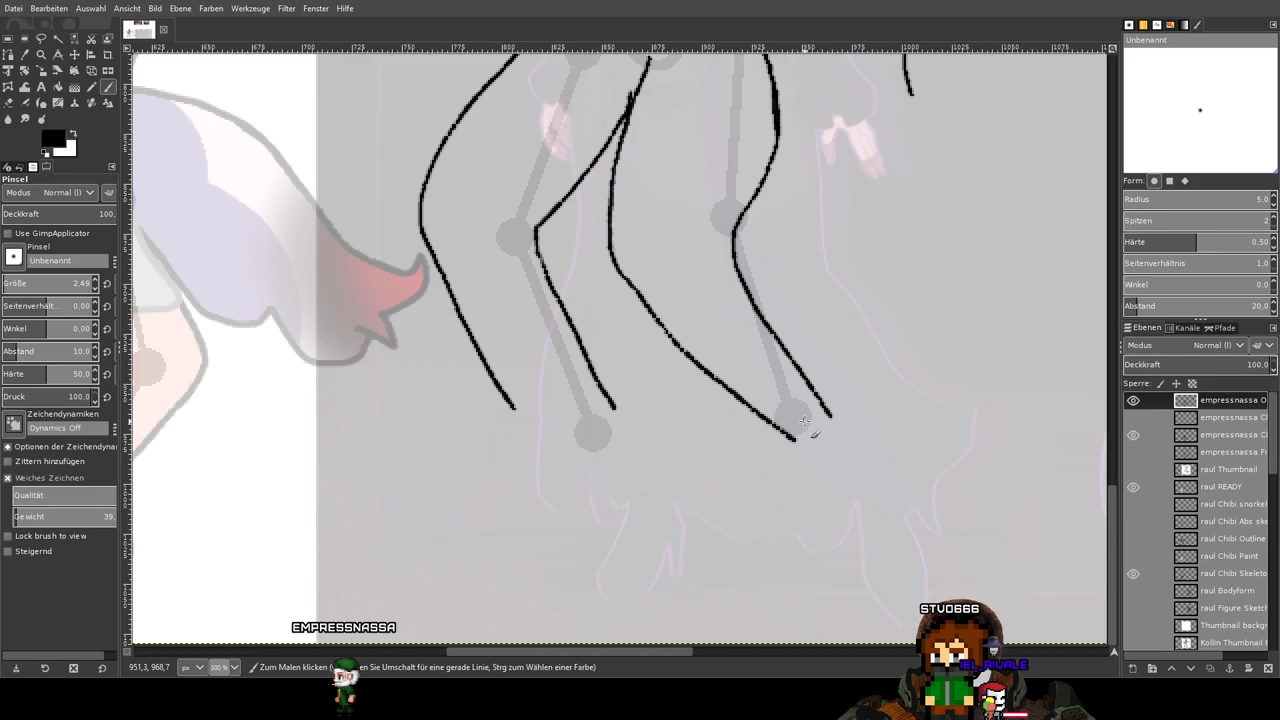 Datei Bearbeiten Auswahl Ansicht Bild Ebene Farben Werkzeuge Filter Fenster Hilfe
Unbenannt
Pinsel
Modus Normal (l)
Deckkraft 100,
Use GimpApplicator
Pinsel
Unbenannt
Größe 2,49
Seitenverhält... 0,00
Winkel 0,00
Abstand 10,0
Härte 50,0
Druck 100,0
Zeichendynamiken
Dynamics Off
Optionen der Zeichendynami
Zittern hinzufügen
Weiches Zeichnen
Qualität
Gewicht 39,
Lock brush to view
Steigernd
Form:
Radius 5,0
Spitzen 2
Härte 0,50
Seitenverhältnis 1,0
Winkel 0,0
Abstand 20,0
Ebenen Kanäle Pfade
Modus Normal (l)
Deckkraft 100,0
Sperre:
empressnassa O
empressnassa C
empressnassa C
empressnassa Fi
raul Thumbnail
raul READY
raul Chibi snorkel
raul Chibi Abs ske
raul Chibi Outline
raul Chibi Paint
raul Chibi Skeleto
raul Bodyform
raul Figure Sketch
Thumbnail backgr
Kollin Thumbnail
EMPRESSNASSA
STVO666
IEL_RIVALE
951,3, 968,7 px 300 % Zum Malen klicken (w en Sie Umschalt für eine gerade Linie, Strg zum Wählen einer Farbe)